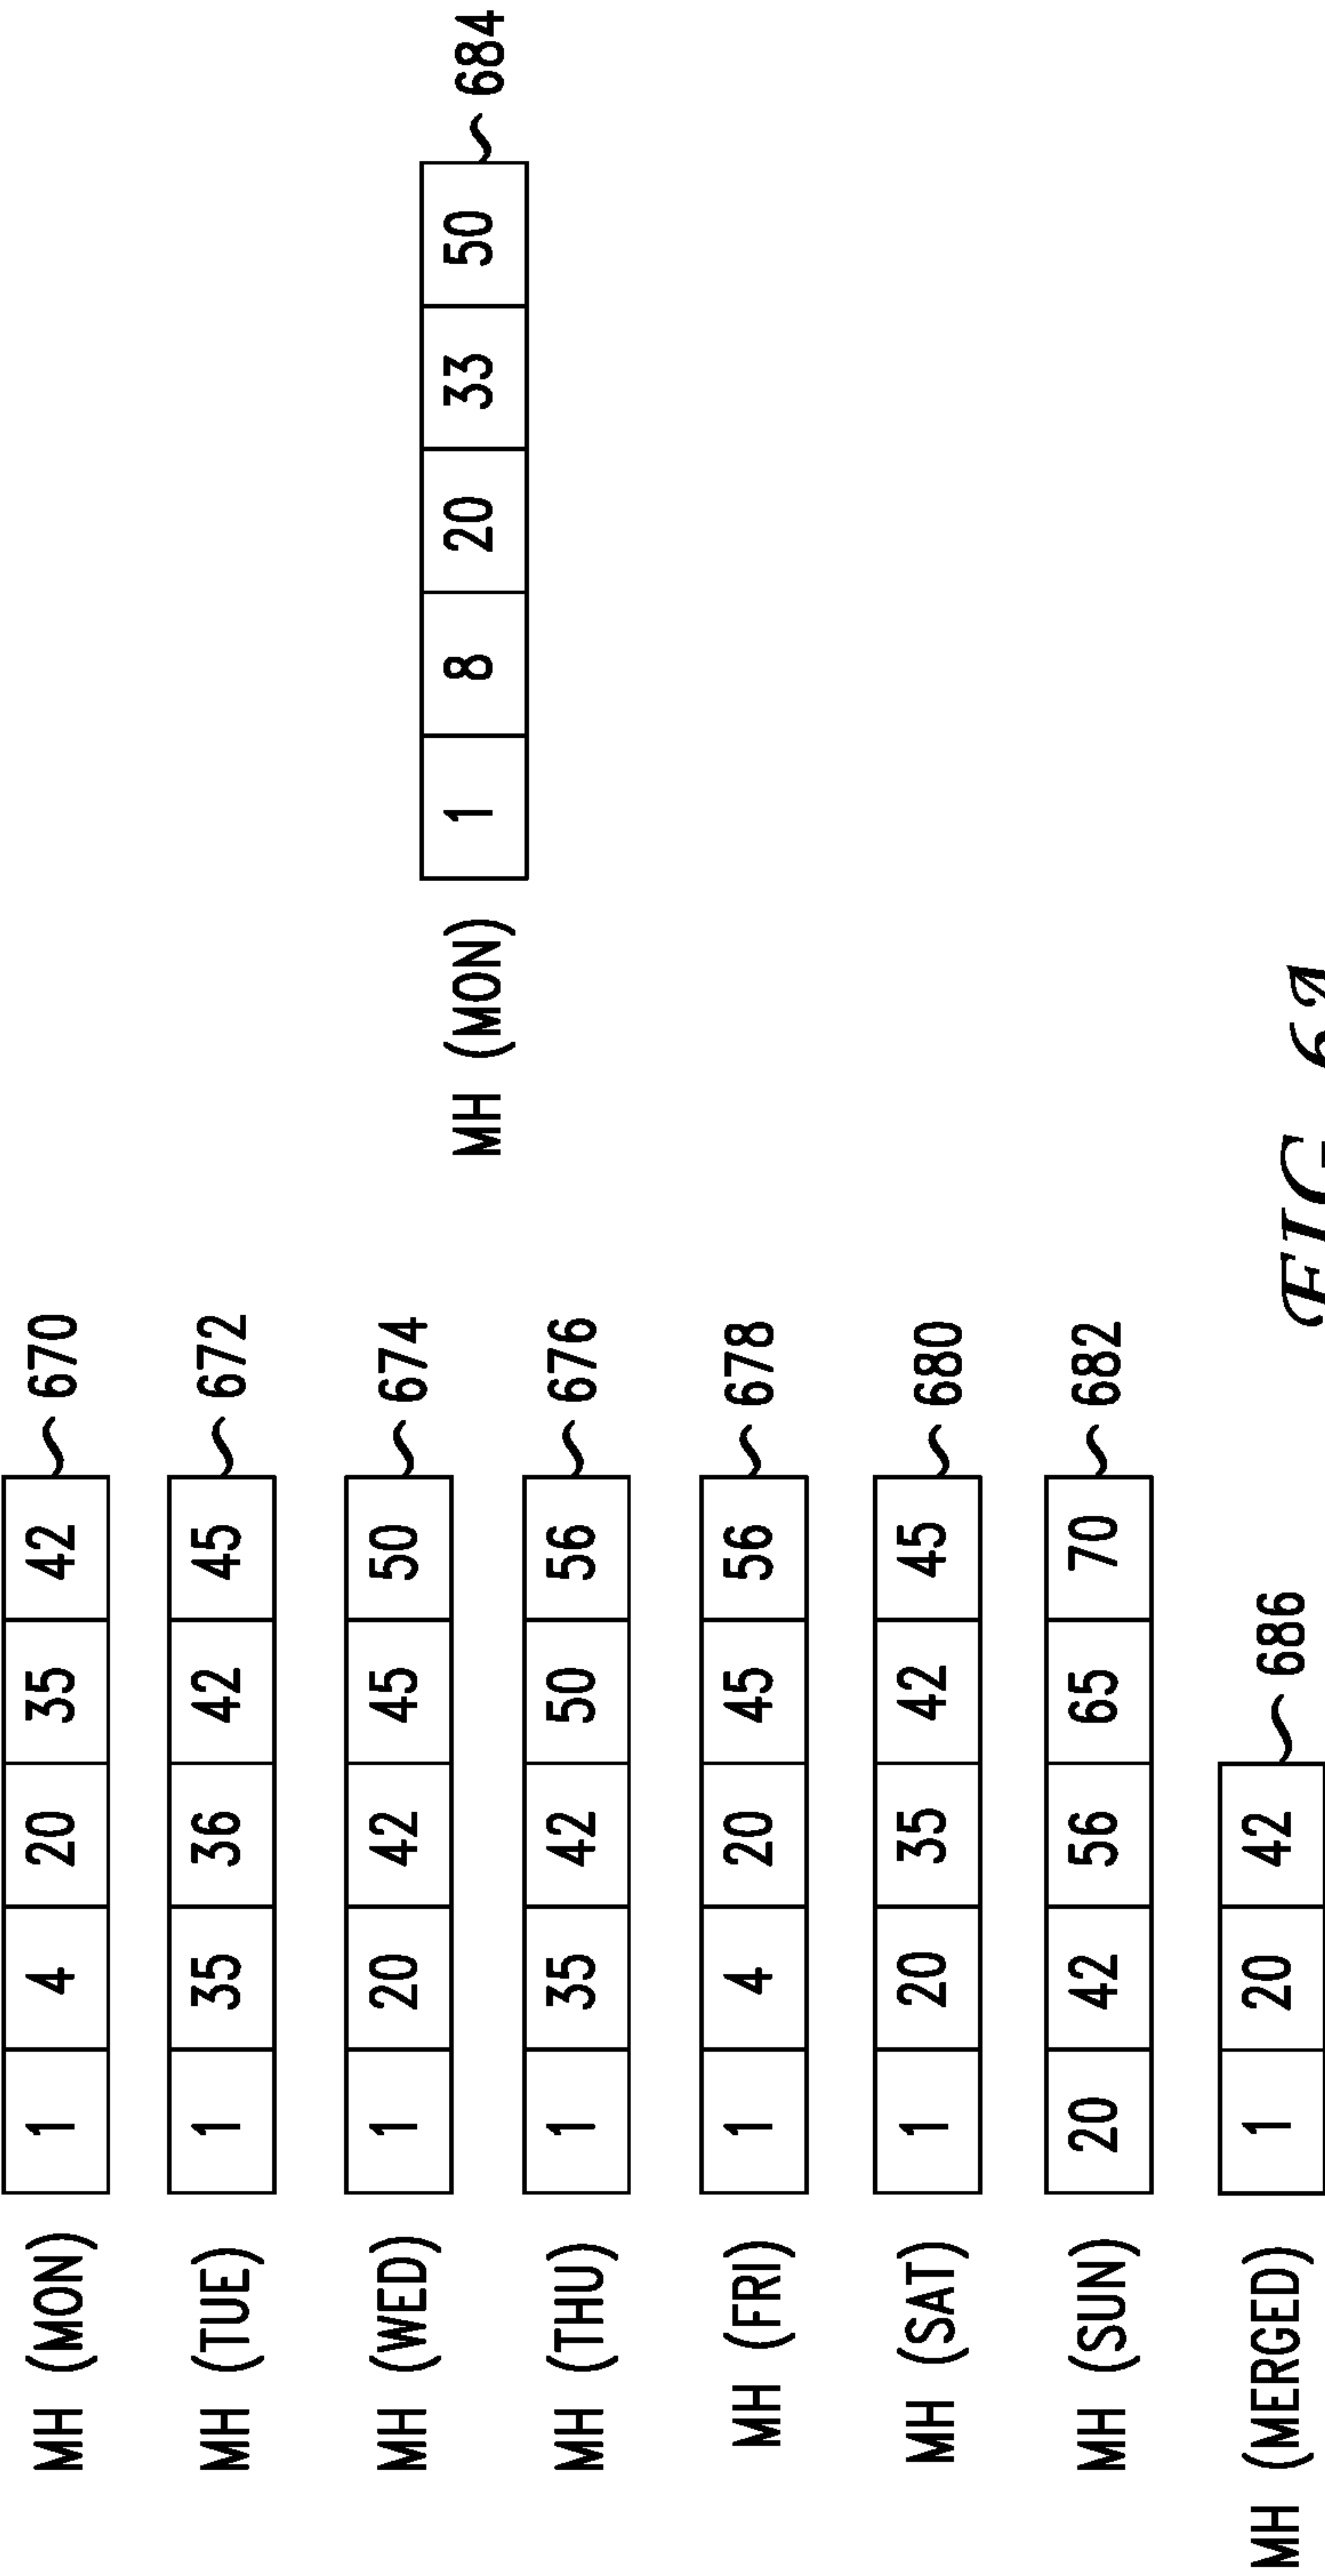 MH (MON) 1 4 20 35 42 670
MH (TUE) 1 35 36 42 45 672
MH (WED) 1 20 42 45 50 674
MH (MON) 1 8 20 33 50 684
MH (THU) 1 35 42 50 56 676
MH (FRI) 1 4 20 45 56 678
MH (SAT) 1 20 35 42 45 680
MH (SUN) 20 42 56 65 70 682
MH (MERGED) 1 20 42 686
FIG